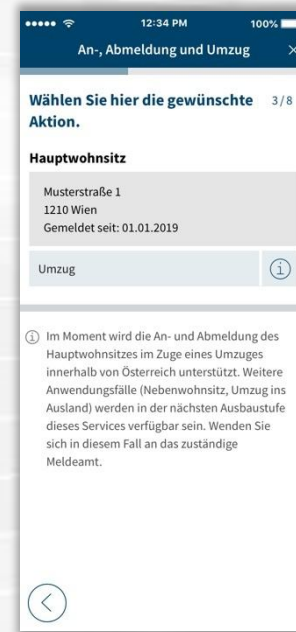 12:34 PM
100%
An-, Abmeldung und Umzug
Wählen Sie hier die gewünschte
Aktion.
3/8
Hauptwohnsitz
Musterstraße 1
1210 Wien
Gemeldet seit: 01.01.2019
Umzug
Im Moment wird die An- und Abmeldung des
Hauptwohnsitzes im Zuge eines Umzuges
innerhalb von Österreich unterstützt. Weitere
Anwendungsfälle (Nebenwohnsitz, Umzug ins
Ausland) werden in der nächsten Ausbaustufe
dieses Services verfügbar sein. Wenden Sie
sich in diesem Fall an das zuständige
Meldeamt.